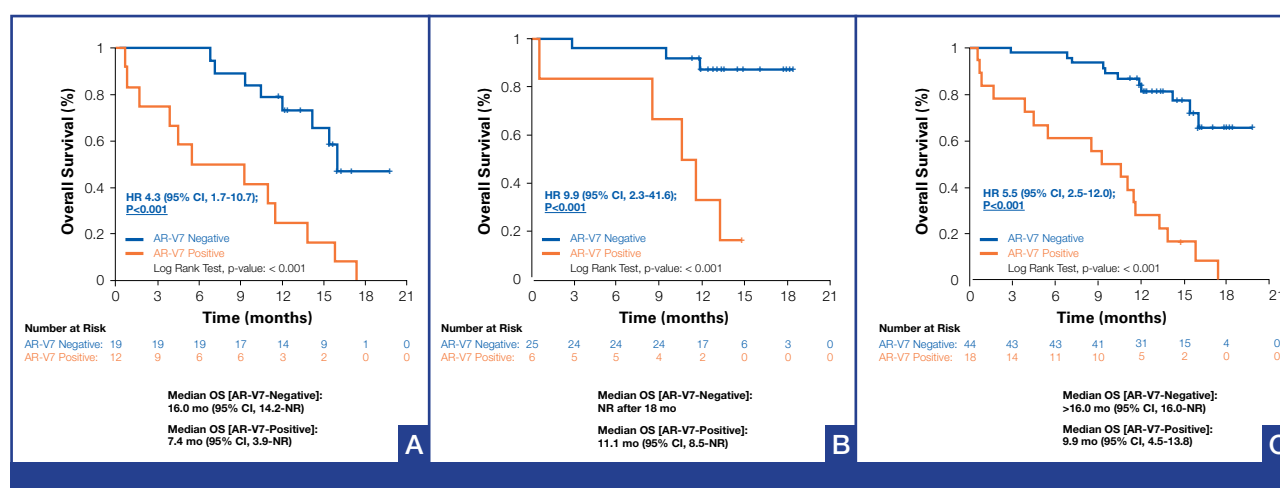 Overall Survival (%)
1
0.8
0.6
0.4
0.2
0
HR 4.3 (95% CI, 1.7-10.7);
P<0.001
AR-V7 Negative
AR-V7 Positive
Log Rank Test, p-value: < 0.001
0 3 6 9 12 15 18 21
Time (months)
Number at Risk
AR-V7 Negative: 19 19 19 17 14 9 1 0
AR-V7 Positive: 12 9 6 6 3 2 0 0
Median OS [AR-V7-Negative]:
16.0 mo (95% CI, 14.2-NR)
Median OS [AR-V7-Positive]:
7.4 mo (95% CI, 3.9-NR)
A
Overall Survival (%)
1
0.8
0.6
0.4
0.2
0
HR 9.9 (95% CI, 2.3-41.6);
P<0.001
AR-V7 Negative
AR-V7 Positive
Log Rank Test, p-value: < 0.001
0 3 6 9 12 15 18 21
Time (months)
Number at Risk
AR-V7 Negative: 25 24 24 24 17 6 3 0
AR-V7 Positive: 6 5 5 4 2 0 0 0
Median OS [AR-V7-Negative]:
NR after 18 mo
Median OS [AR-V7-Positive]:
11.1 mo (95% CI, 8.5-NR)
B
Overall Survival (%)
1
0.8
0.6
0.4
0.2
0
HR 5.5 (95% CI, 2.5-12.0);
P<0.001
AR-V7 Negative
AR-V7 Positive
Log Rank Test, p-value: < 0.001
0 3 6 9 12 15 18 21
Time (months)
Number at Risk
AR-V7 Negative: 44 43 43 41 31 15 4 0
AR-V7 Positive: 18 14 11 10 5 2 0 0
Median OS [AR-V7-Negative]:
>16.0 mo (95% CI, 16.0-NR)
Median OS [AR-V7-Positive]:
9.9 mo (95% CI, 4.5-13.8)
C